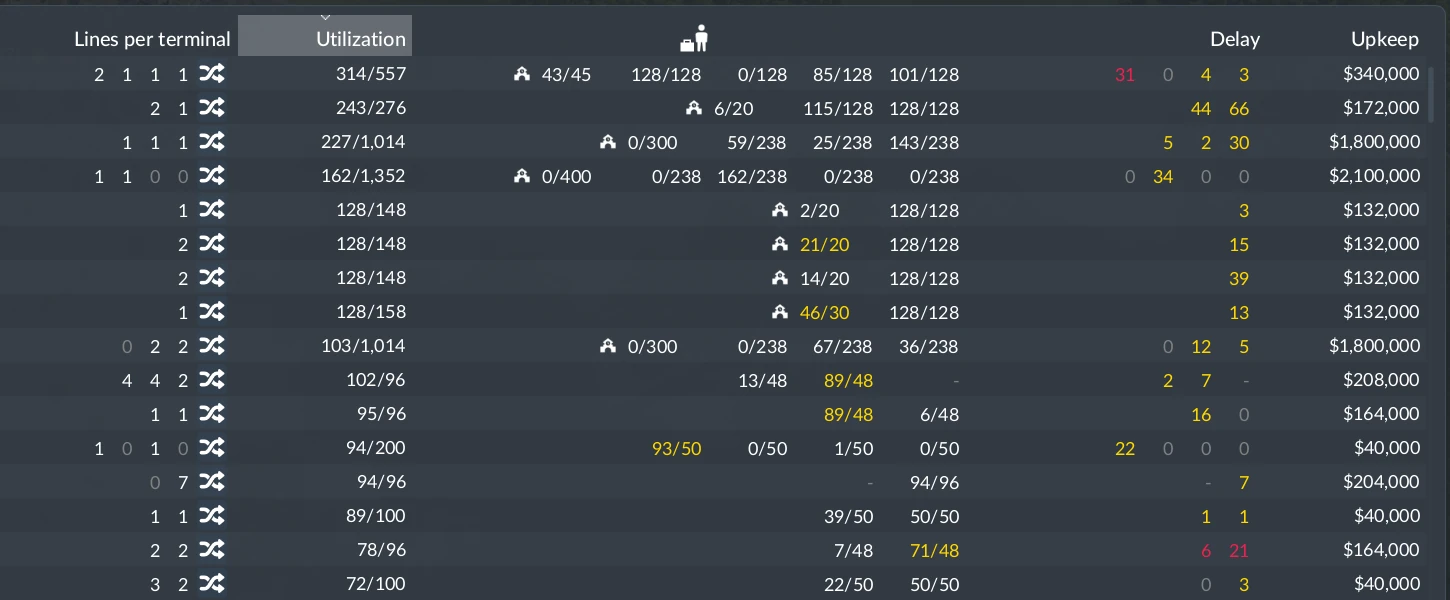 Lines per terminal Utilization Delay Upkeep
2 1 1 1 314/557 43/45 128/128 0/128 85/128 101/128 31 0 4 3 $340,000
2 1 243/276 6/20 115/128 128/128 44 66 $172,000
1 1 1 227/1,014 0/300 59/238 25/238 143/238 5 2 30 $1,800,000
1 1 0 0 162/1,352 0/400 0/238 162/238 0/238 0/238 0 34 0 0 $2,100,000
1 128/148 2/20 128/128 3 $132,000
2 128/148 21/20 128/128 15 $132,000
2 128/148 14/20 128/128 39 $132,000
1 128/158 46/30 128/128 13 $132,000
0 2 2 103/1,014 0/300 0/238 67/238 36/238 0 12 5 $1,800,000
4 4 2 102/96 13/48 89/48 - 2 7 - $208,000
1 1 95/96 89/48 6/48 16 0 $164,000
1 0 1 0 94/200 93/50 0/50 1/50 0/50 22 0 0 0 $40,000
0 7 94/96 - 94/96 - 7 $204,000
1 1 89/100 39/50 50/50 1 1 $40,000
2 2 78/96 7/48 71/48 6 21 $164,000
3 2 72/100 22/50 50/50 0 3 $40,000